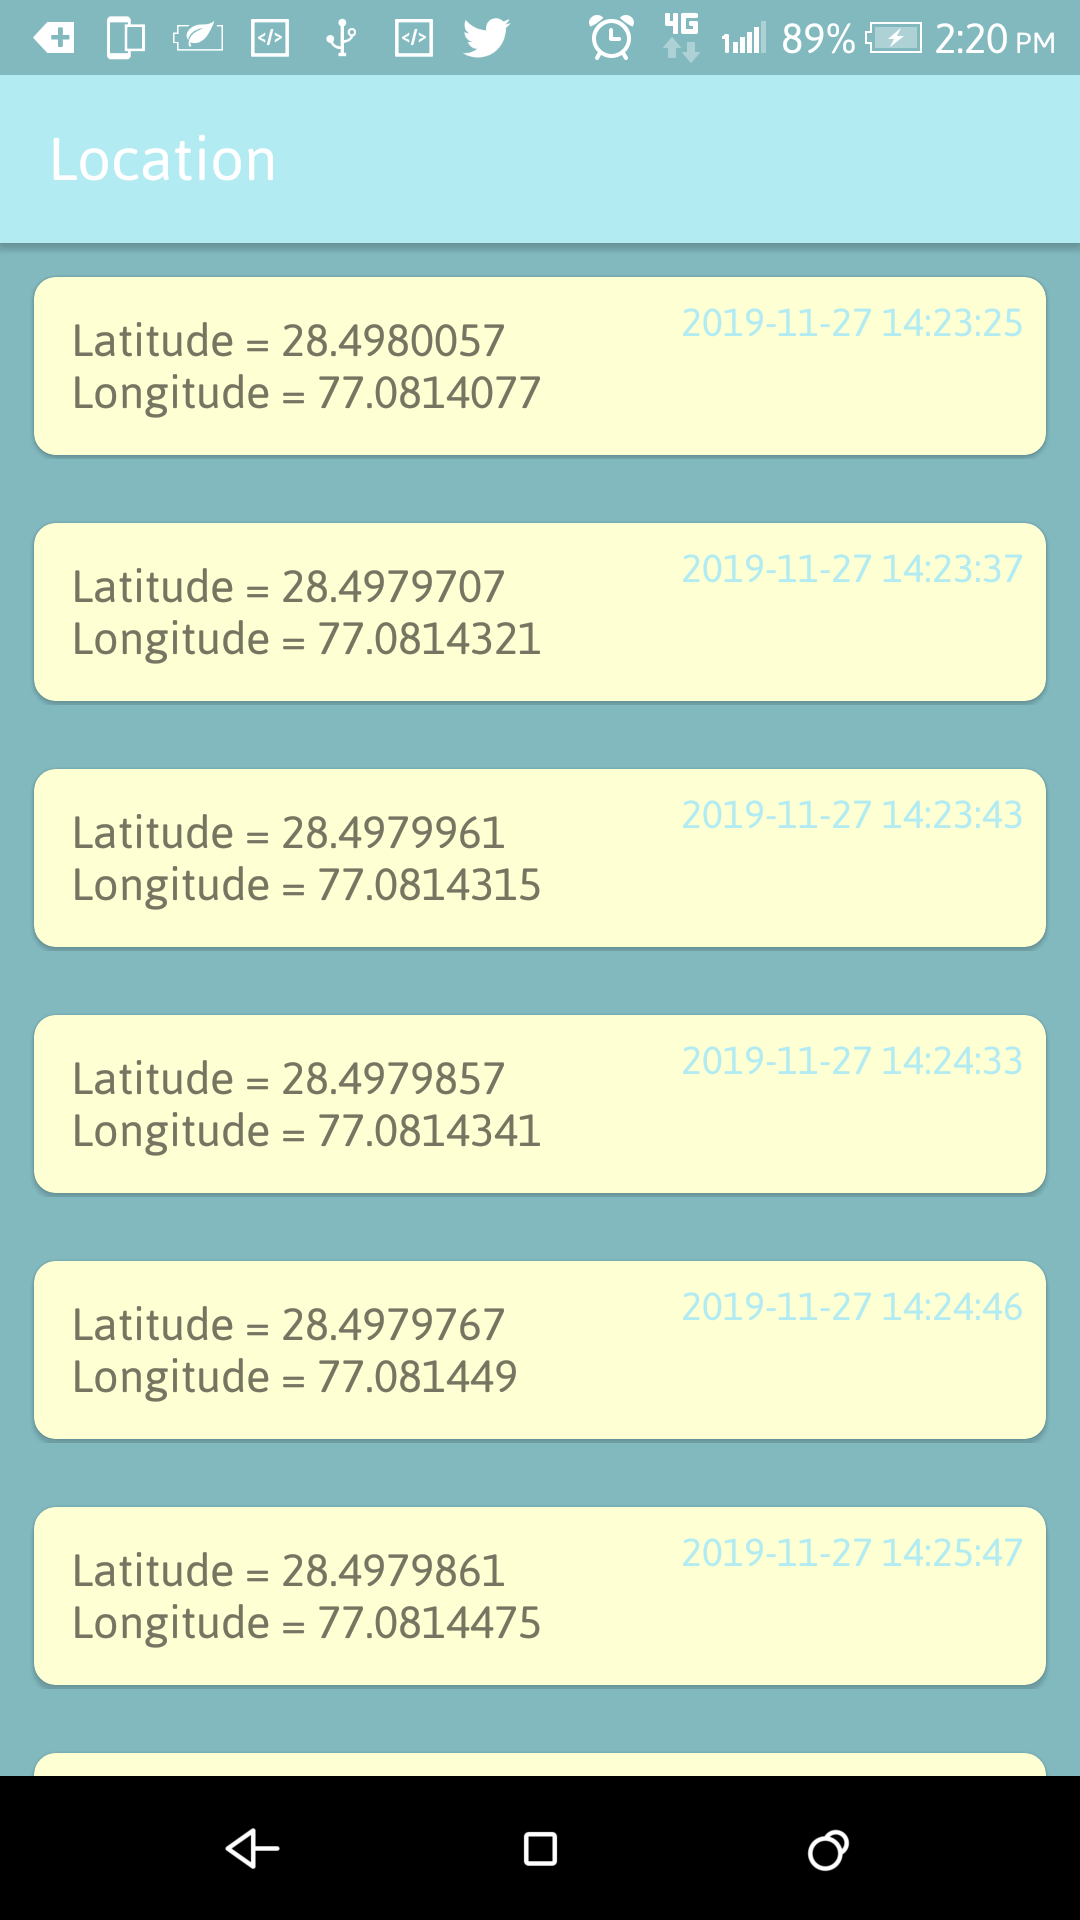 4G 89% 2:20 PM
Location
Latitude = 28.4980057
Longitude = 77.0814077
2019-11-27 14:23:25
Latitude = 28.4979707
Longitude = 77.0814321
2019-11-27 14:23:37
Latitude = 28.4979961
Longitude = 77.0814315
2019-11-27 14:23:43
Latitude = 28.4979857
Longitude = 77.0814341
2019-11-27 14:24:33
Latitude = 28.4979767
Longitude = 77.081449
2019-11-27 14:24:46
Latitude = 28.4979861
Longitude = 77.0814475
2019-11-27 14:25:47